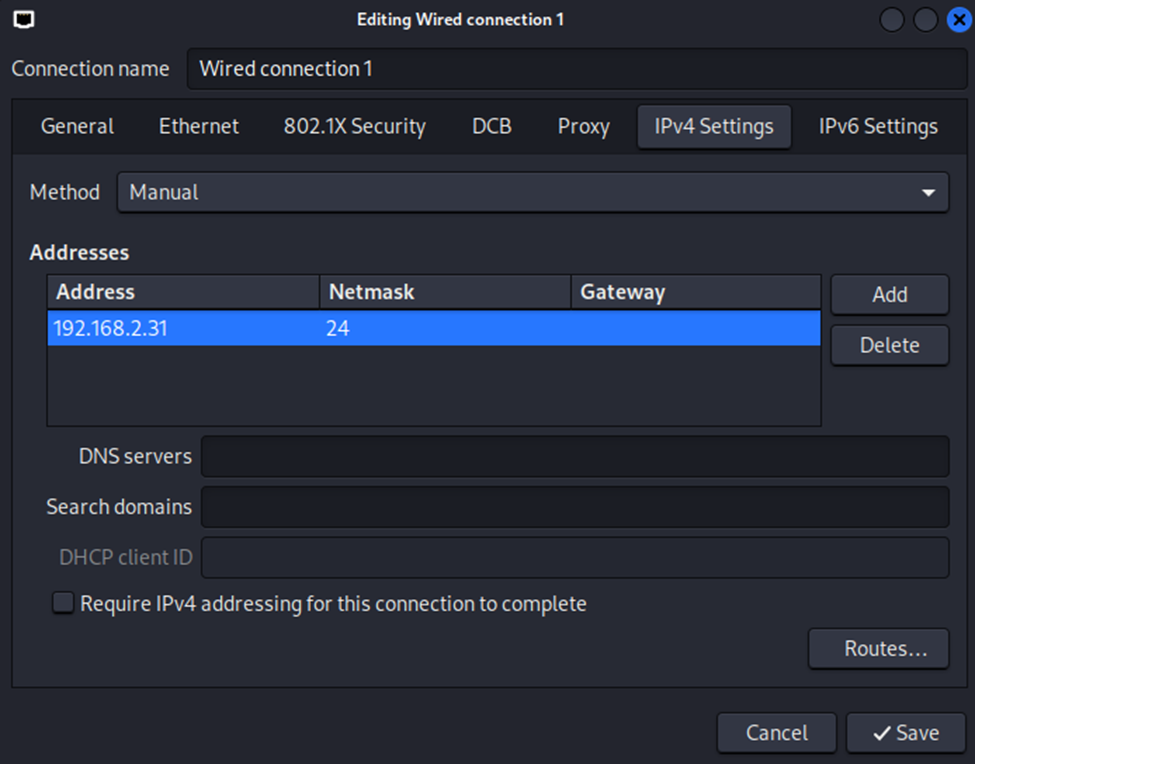 Editing Wired connection 1
Connection name Wired connection 1
General Ethernet 802.1X Security DCB Proxy IPv4 Settings IPv6 Settings
Method Manual
Addresses
Address Netmask Gateway
Add
192.168.2.31 24
Delete
DNS servers
Search domains
DHCP client ID
Require IPv4 addressing for this connection to complete
Routes...
Cancel Save